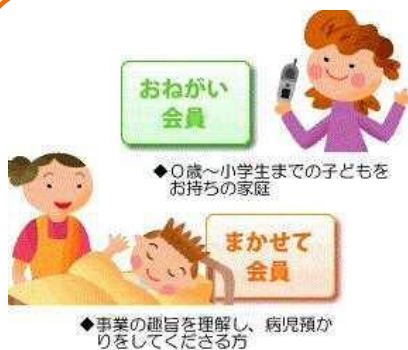 おねがい
会員
◆０歳～小学生までの子どもを
お持ちの家庭
まかせて
会員
◆事業の趣旨を理解し、病児預か
りをしてくださる方